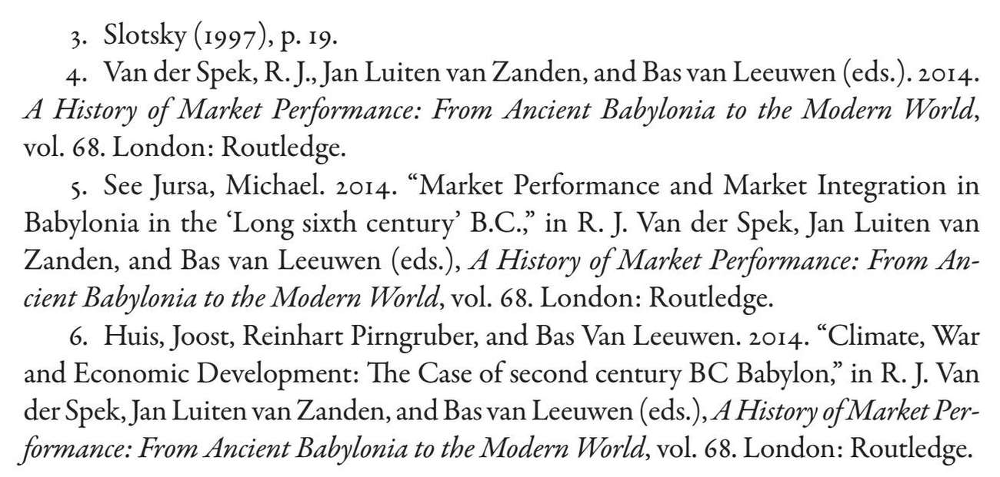 3. Slotsky (1997), p. 19.
4. Van der Spek, R. J., Jan Luiten van Zanden, and Bas van Leeuwen (eds.). 2014.
A History of Market Performance: From Ancient Babylonia to the Modern World,
vol. 68. London: Routledge.
5. See Jursa, Michael. 2014. “Market Performance and Market Integration in
Babylonia in the ‘Long sixth century’ B.C.,” in R. J. Van der Spek, Jan Luiten van
Zanden, and Bas van Leeuwen (eds.), A History of Market Performance: From An-
cient Babylonia to the Modern World, vol. 68. London: Routledge.
6. Huis, Joost, Reinhart Pirngruber, and Bas Van Leeuwen. 2014. “Climate, War
and Economic Development: The Case of second century BC Babylon,” in R. J. Van
der Spek, Jan Luiten van Zanden, and Bas van Leeuwen (eds.), A History of Market Per-
formance: From Ancient Babylonia to the Modern World, vol. 68. London: Routledge.